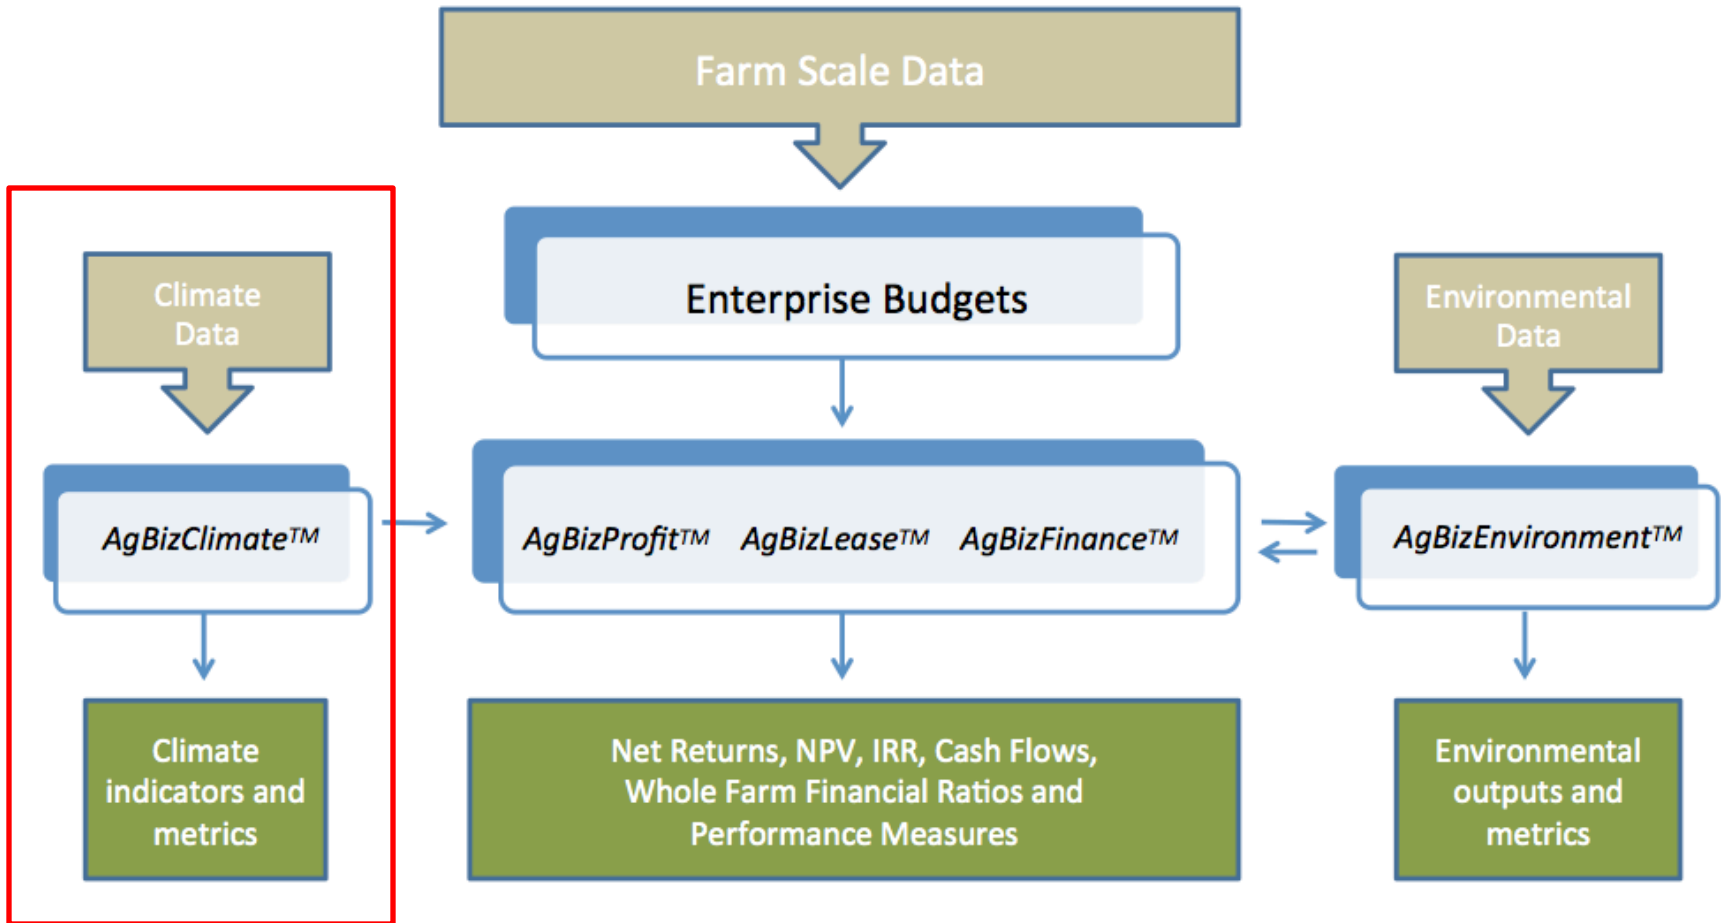 Farm Scale Data
Climate
Data
Enterprise Budgets
Environmental
Data
AgBizClimate™
AgBizProfit™ AgBizLease™ AgBizFinance™
AgBizEnvironment™
Climate
indicators and
metrics
Net Returns, NPV, IRR, Cash Flows,
Whole Farm Financial Ratios and
Performance Measures
Environmental
outputs and
metrics